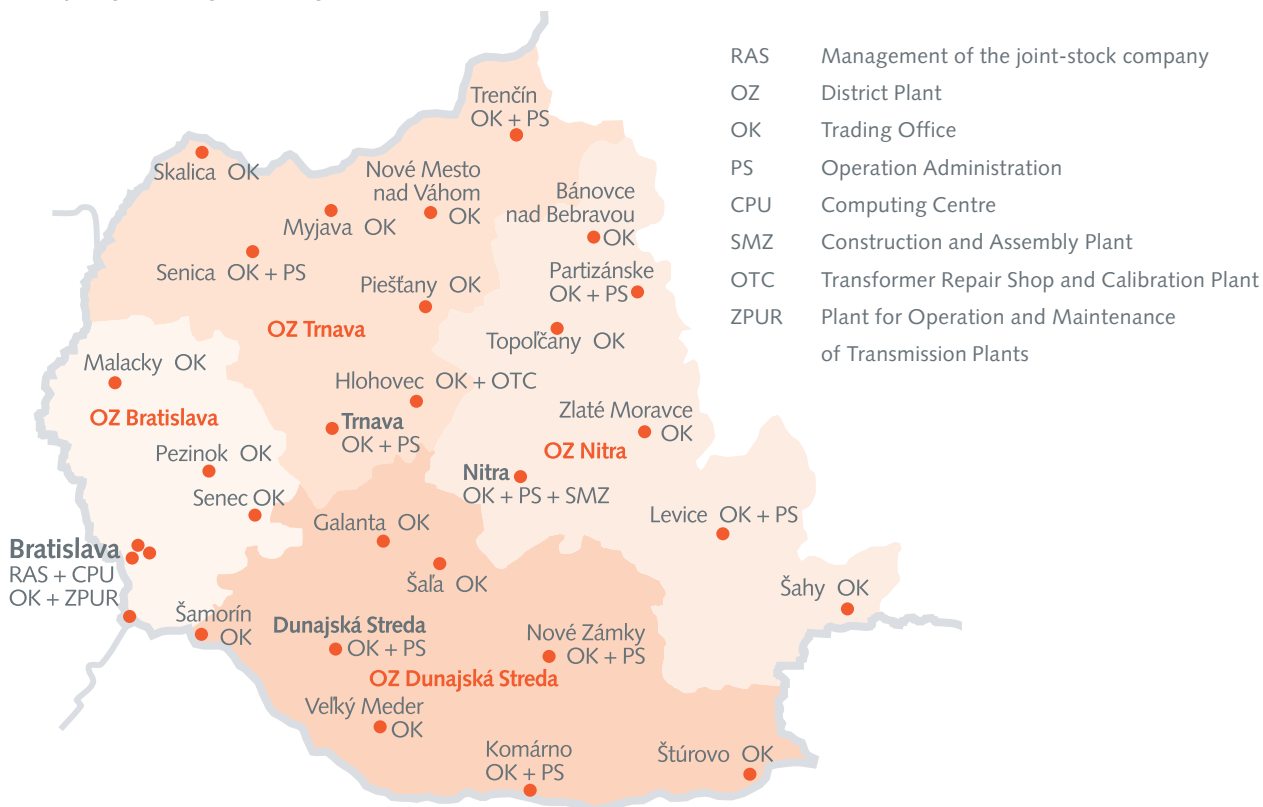 RAS Management of the joint-stock company
OZ District Plant
OK Trading Office
PS Operation Administration
CPU Computing Centre
SMZ Construction and Assembly Plant
OTC Transformer Repair Shop and Calibration Plant
ZPUR Plant for Operation and Maintenance
of Transmission Plants
Trenčín
OK + PS
Skalica OK
Nové Mesto
nad Váhom
OK
Myjava OK
Bánovce
nad Bebravou
OK
Senica OK + PS
Partizánske
OK + PS
Piešťany OK
OZ Trnava
Topoľčany OK
Malacky OK
Hlohovec OK + OTC
OZ Bratislava
Trnava
OK + PS
Zlaté Moravce
OK
OZ Nitra
Pezinok OK
Nitra
OK + PS + SMZ
Senec OK
Galanta OK
Levice OK + PS
Bratislava
RAS + CPU
OK + ZPUR
Šaľa OK
Šahy OK
Šamorín
OK
Dunajská Streda
OK + PS
Nové Zámky
OK + PS
OZ Dunajská Streda
Veľký Meder
OK
Komárno
OK + PS
Štúrovo OK